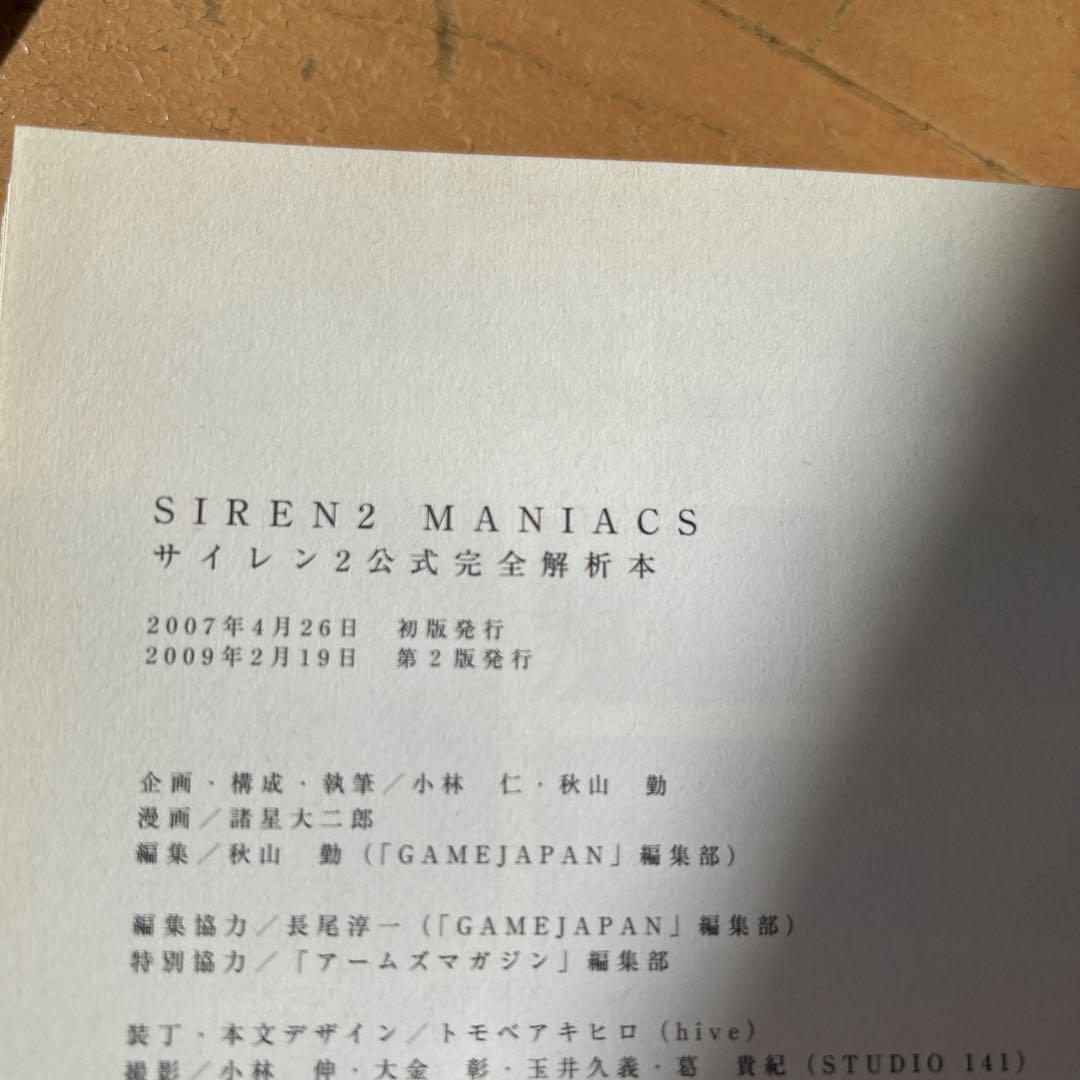 SIREN2 MANIACS
サイレン2公式完全解析本
2007年4月26日　初版発行
2009年2月19日　第2版発行
企画・構成・執筆／小林　仁・秋山　勤
漫画／諸星大二郎
編集／秋山　勤（「GAMEJAPAN」編集部）
編集協力／長尾淳一（「GAMEJAPAN」編集部）
特別協力／「アームズマガジン」編集部
装丁・本文デザイン／トモベアキヒロ（hive）
撮影／小林　伸・大金　彰・玉井久義・葛　貴紀（STUDIO 141）